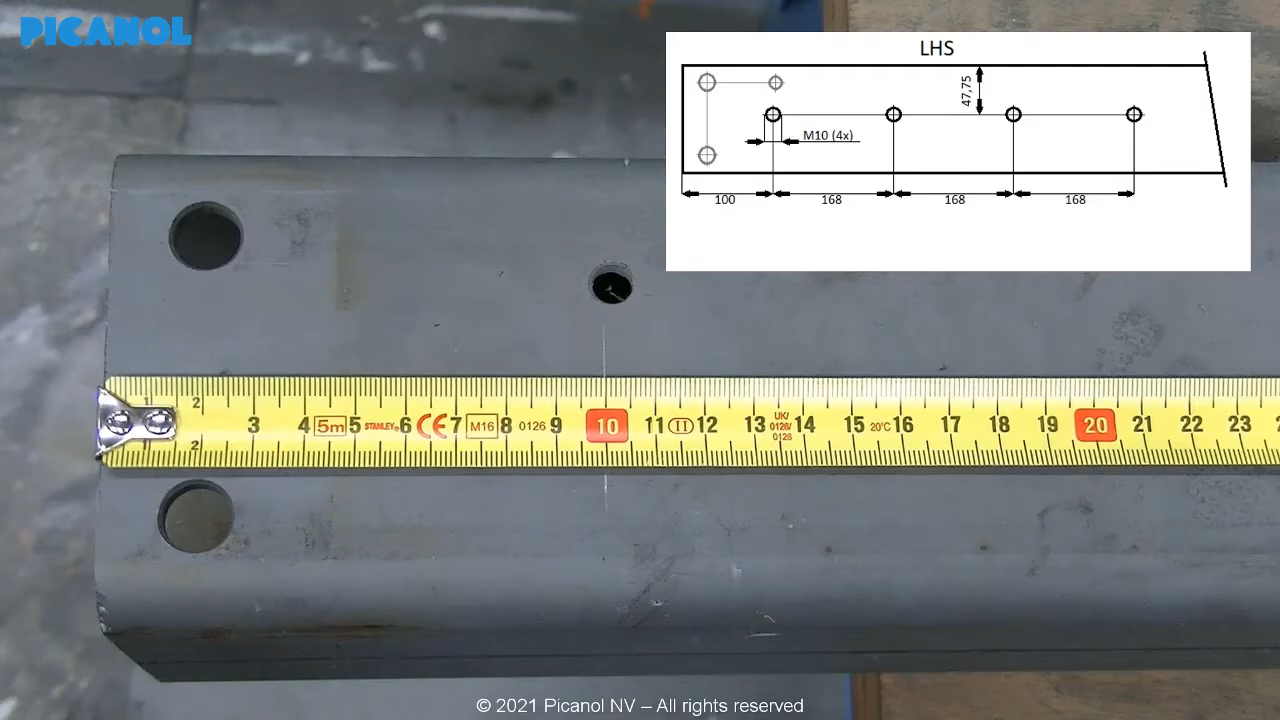 PICANOL
LHS
47,75
M10 (4x)
100 168 168 168
1 2
3 4 5m 5 STANLEY® 6 CE 7 M16 8 0126 9 10 11 II 12 13 UK/ 0126/ 0126 14 15 20°C 16 17 18 19 20 21 22 23
2
© 2021 Picanol NV – All rights reserved